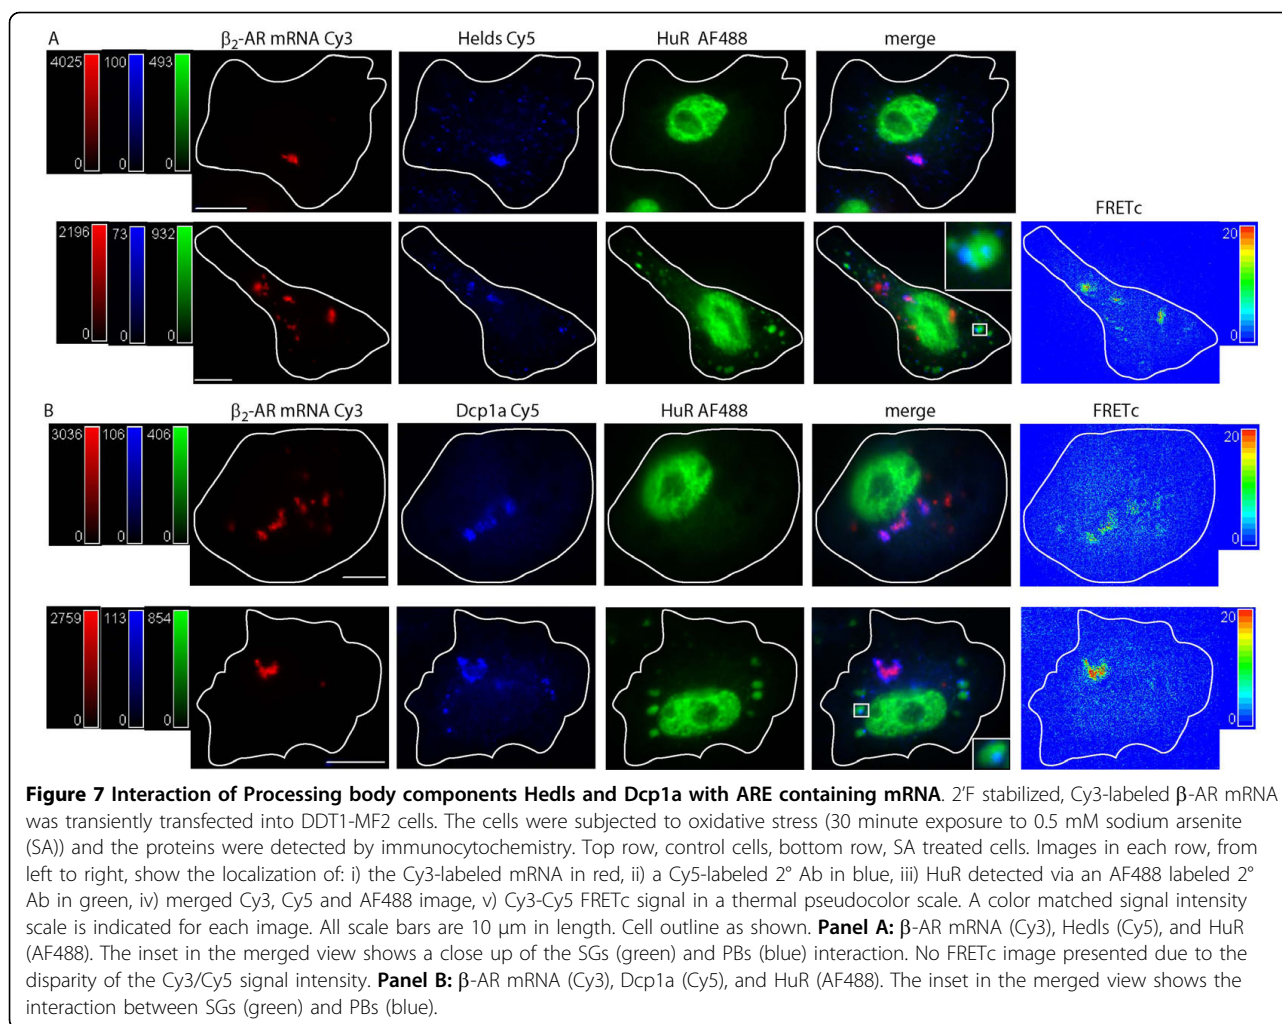 A
β2-AR mRNA Cy3 Helds Cy5 HuR AF488 merge
4025 100 493
0 0 0
FRETc
2196 73 932 20
0 0 0 0
B
β2-AR mRNA Cy3 Dcp1a Cy5 HuR AF488 merge FRETc
3036 106 406 20
0 0 0 0
2759 113 854 20
0 0 0 0
Figure 7 Interaction of Processing body components Hedls and Dcp1a with ARE containing mRNA. 2'F stabilized, Cy3-labeled β-AR mRNA
was transiently transfected into DDT1-MF2 cells. The cells were subjected to oxidative stress (30 minute exposure to 0.5 mM sodium arsenite
(SA)) and the proteins were detected by immunocytochemistry. Top row, control cells, bottom row, SA treated cells. Images in each row, from
left to right, show the localization of: i) the Cy3-labeled mRNA in red, ii) a Cy5-labeled 2° Ab in blue, iii) HuR detected via an AF488 labeled 2°
Ab in green, iv) merged Cy3, Cy5 and AF488 image, v) Cy3-Cy5 FRETc signal in a thermal pseudocolor scale. A color matched signal intensity
scale is indicated for each image. All scale bars are 10 μm in length. Cell outline as shown. Panel A: β-AR mRNA (Cy3), Hedls (Cy5), and HuR
(AF488). The inset in the merged view shows a close up of the SGs (green) and PBs (blue) interaction. No FRETc image presented due to the
disparity of the Cy3/Cy5 signal intensity. Panel B: β-AR mRNA (Cy3), Dcp1a (Cy5), and HuR (AF488). The inset in the merged view shows the
interaction between SGs (green) and PBs (blue).